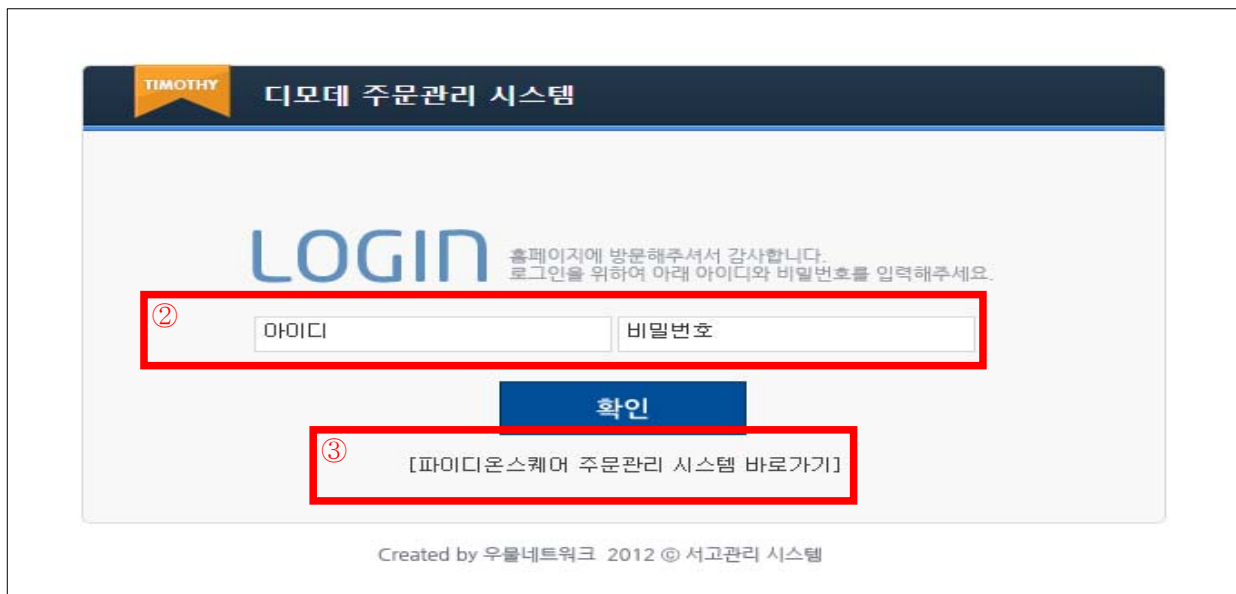 TIMOTHY
디모데 주문관리 시스템
LOGIN
홈페이지에 방문해주셔서 감사합니다.
로그인을 위하여 아래 아이디와 비밀번호를 입력해주세요.
②
아이디 비밀번호
확인
③
[파이디온스퀘어 주문관리 시스템 바로가기]
Created by 우물네트워크 2012 ⓒ 서고관리 시스템